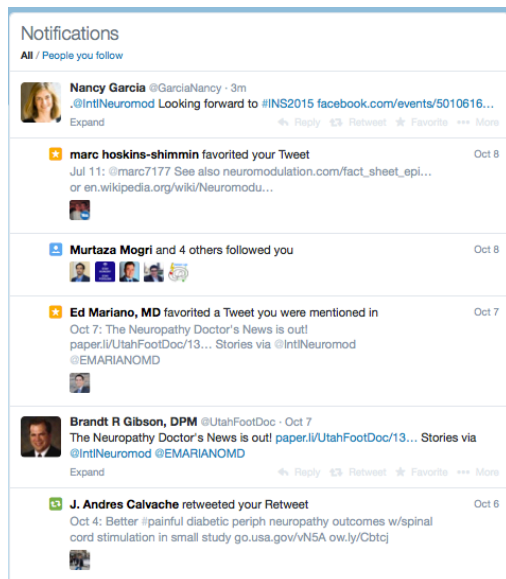 Notifications
All / People you follow
Nancy Garcia @GarciaNancy · 3m
.@IntlNeuromod Looking forward to #INS2015 facebook.com/events/5010616...
Expand Reply Retweet Favorite More
marc hoskins-shimmin favorited your Tweet Oct 8
Jul 11: @marc7177 See also neuromodulation.com/fact_sheet_epi...
or en.wikipedia.org/wiki/Neuromodu...
Murtaza Mogri and 4 others followed you Oct 8
Ed Mariano, MD favorited a Tweet you were mentioned in Oct 7
Oct 7: The Neuropathy Doctor's News is out!
paper.li/UtahFootDoc/13... Stories via @IntlNeuromod
@EMARIANOMD
Brandt R Gibson, DPM @UtahFootDoc · Oct 7
The Neuropathy Doctor's News is out! paper.li/UtahFootDoc/13... Stories via
@IntlNeuromod @EMARIANOMD
Expand Reply Retweet Favorite More
J. Andres Calvache retweeted your Retweet Oct 6
Oct 4: Better #painful diabetic periph neuropathy outcomes w/spinal
cord stimulation in small study go.usa.gov/vN5A ow.ly/Cbtcj